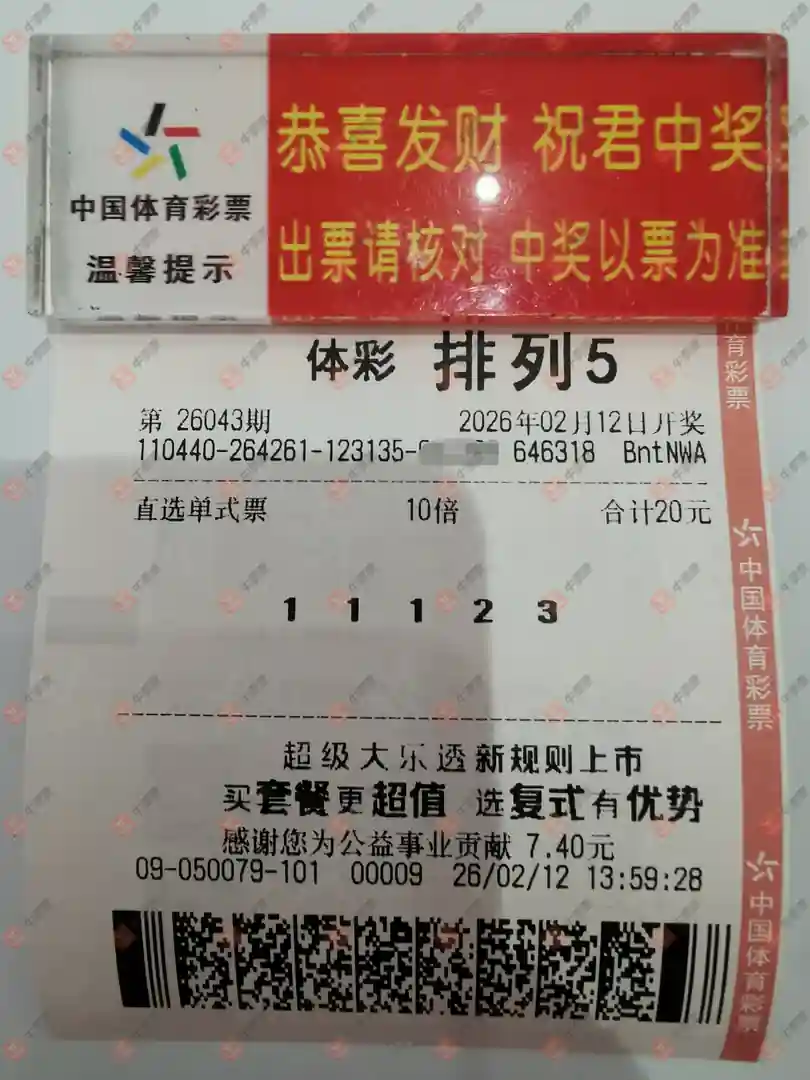 恭喜发财 祝君中奖
中国体育彩票
温馨提示
出票请核对 中奖以票为准
体彩 排列5
第 26043期 2026年02月12日开奖
110440-264261-123135- 646318 BntNWA
直选单式票 10倍 合计20元
1 1 1 2 3
超级大乐透新规则上市
买套餐更超值 选复式有优势
感谢您为公益事业贡献 7.40元
09-050079-101 00009 26/02/12 13:59:28
育彩票
中国体育彩票
中国体育彩票